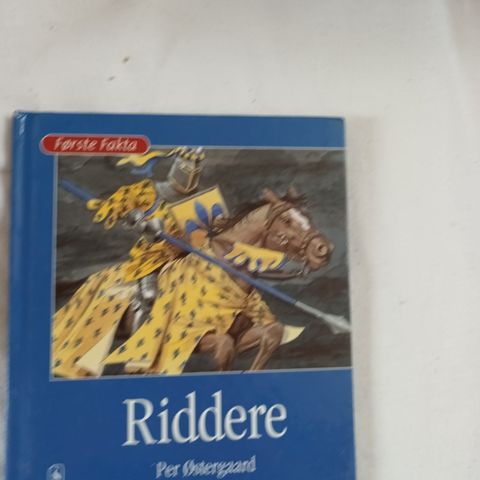 Første Fakta
Riddere
Per Østergaard